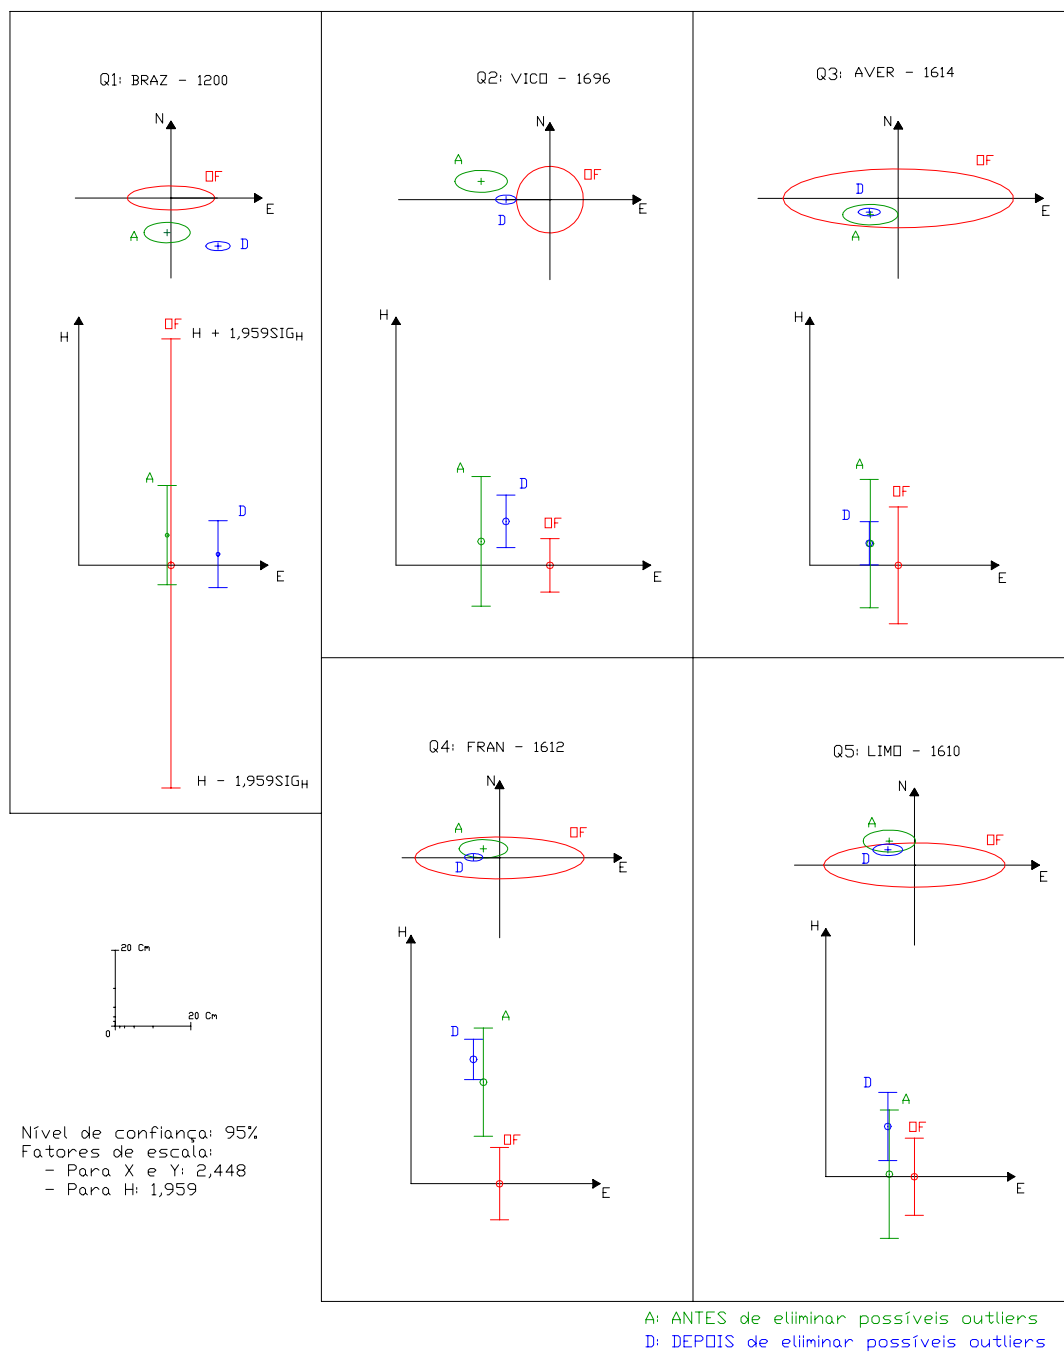 Q1: BRAZ - 1200
N
OF
E
A
D
H
OF
H + 1,959SIGH
A
D
E
H - 1,959SIGH
Q2: VICO - 1696
N
A
OF
E
D
H
A
D
OF
E
Q3: AVER - 1614
N
OF
D
E
A
H
A
OF
D
E
Q4: FRAN - 1612
N
A
OF
D
E
H
A
D
OF
E
Q5: LIMO - 1610
N
A
OF
D
E
H
D
A
OF
E
20 Cm
20 Cm
0
Nível de confiança: 95%
Fatores de escala:
- Para X e Y: 2,448
- Para H: 1,959
A: ANTES de eliiminar possíveis outliers
D: DEPOIS de eliiminar possíveis outliers